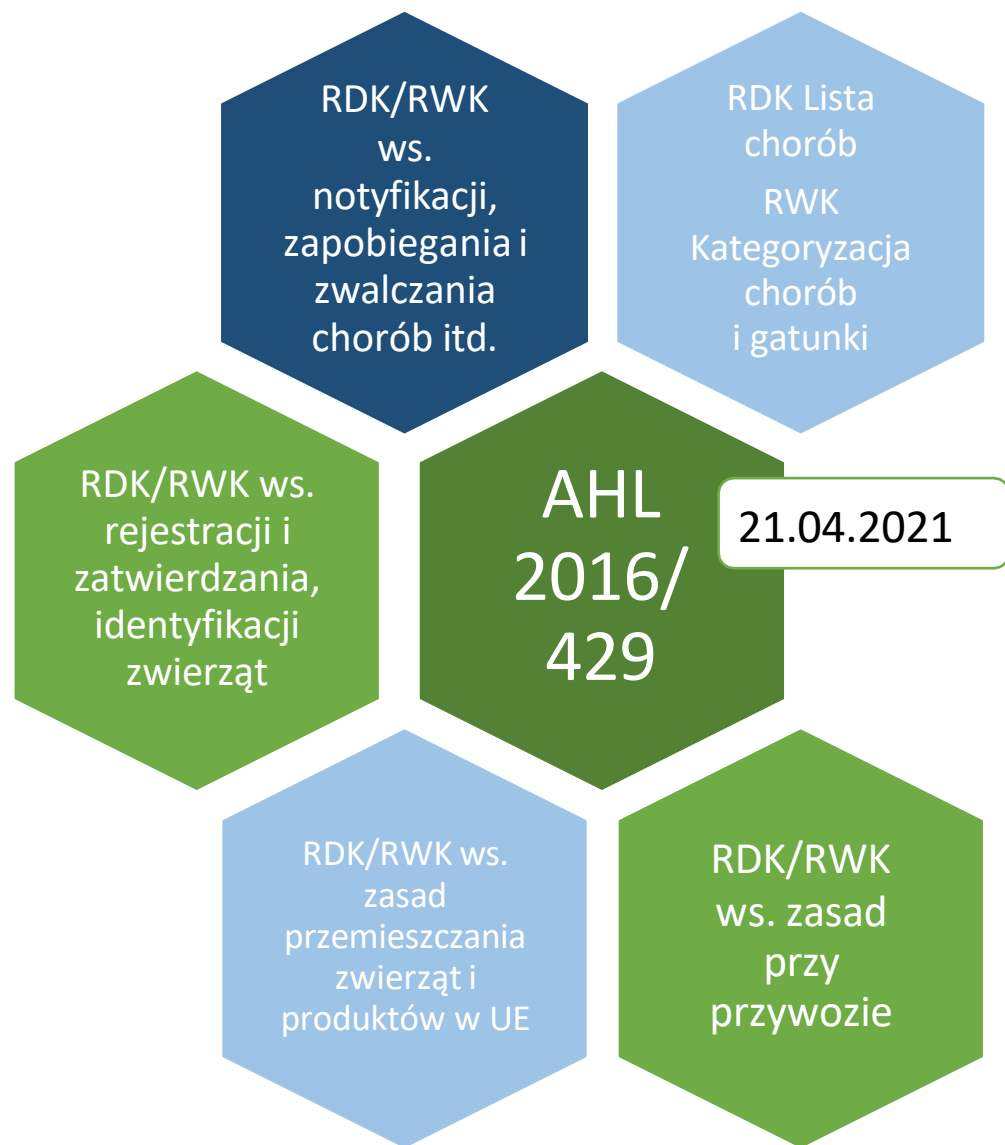 RDK/RWK
ws.
notyfikacji,
zapobiegania i
zwalczania
chorób itd.
RDK Lista
chorób
RWK
Kategoryzacja
chorób
i gatunki
RDK/RWK ws.
rejestracji i
zatwierdzania,
identyfikacji
zwierząt
AHL
2016/
429
21.04.2021
RDK/RWK ws.
zasad
przemieszczania
zwierząt i
produktów w UE
RDK/RWK
ws. zasad
przy
przywozie